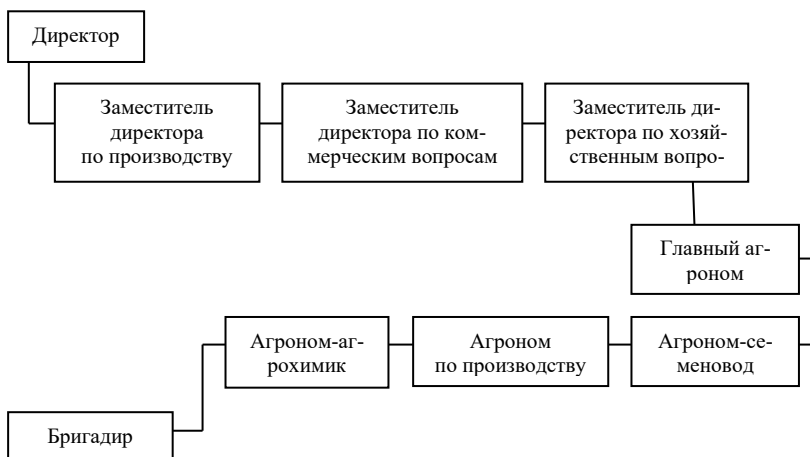 Директор
Заместитель
директора
по производству
Заместитель
директора по ком-
мерческим вопросам
Заместитель ди-
ректора по хозяй-
ственным вопро-
Главный аг-
роном
Агроном-аг-
рохимик
Агроном
по производству
Агроном-се-
меновод
Бригадир